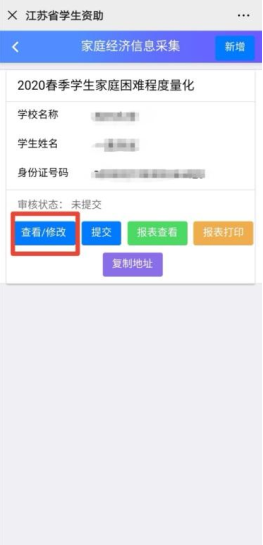 江苏省学生资助
家庭经济信息采集 新增
2020春季学生家庭困难程度量化
学校名称
学生姓名
身份证号码
审核状态： 未提交
查看/修改 提交 报表查看 报表打印
复制地址